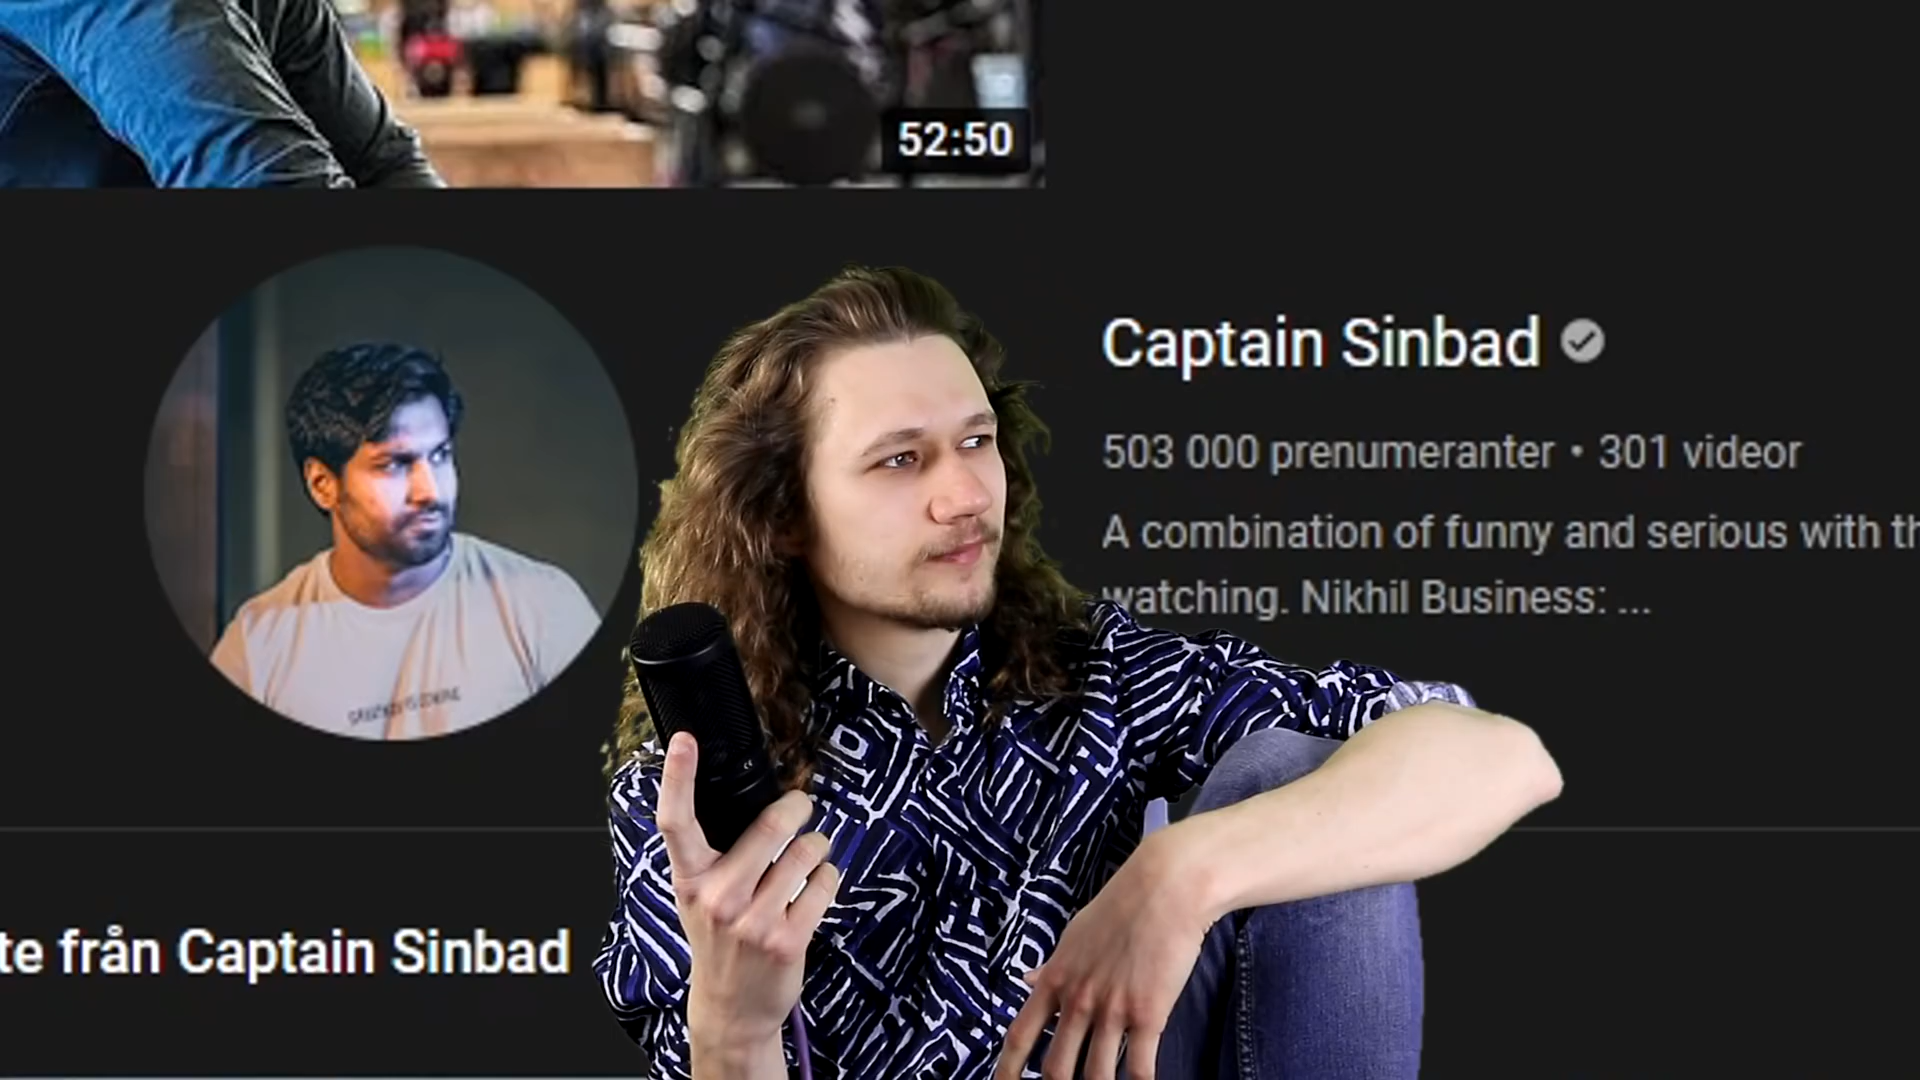 52:50
Captain Sinbad
503 000 prenumeranter • 301 videor
A combination of funny and serious with th
watching. Nikhil Business: ...
te från Captain Sinbad